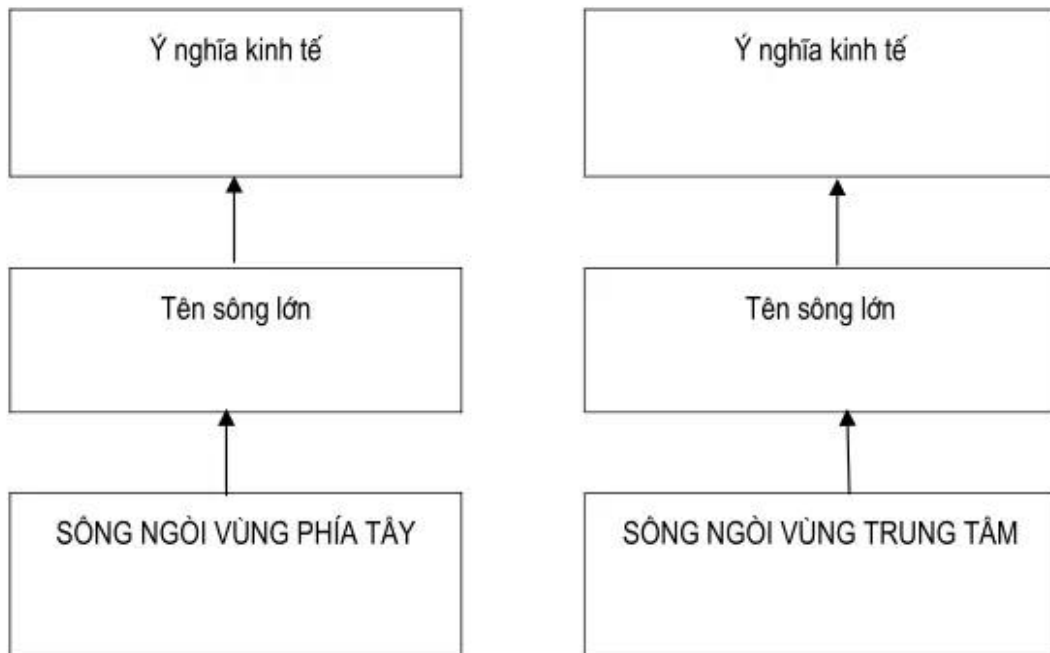 Ý nghĩa kinh tế
Ý nghĩa kinh tế
Tên sông lớn
Tên sông lớn
SÔNG NGÒI VÙNG PHÍA TÂY
SÔNG NGÒI VÙNG TRUNG TÂM